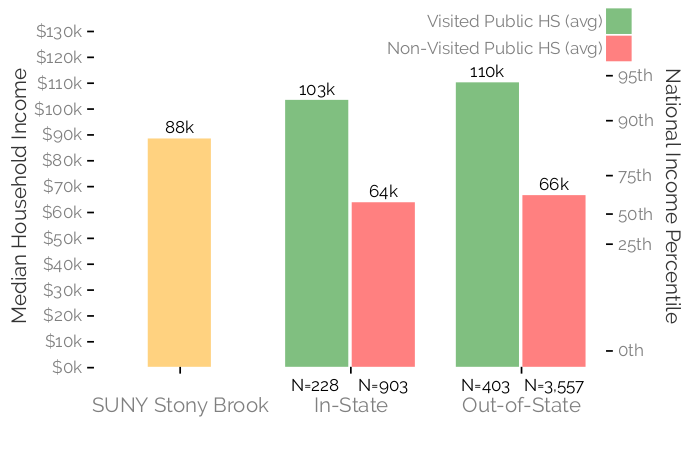 Visited Public HS (avg)
Non-Visited Public HS (avg)
Median Household Income
$130k
$120k
$110k
$100k
$90k
$80k
$70k
$60k
$50k
$40k
$30k
$20k
$10k
$0k
88k
103k
64k
110k
66k
95th
90th
75th
50th
25th
0th
National Income Percentile
N=228 N=903 N=403 N=3,557
SUNY Stony Brook In-State Out-of-State